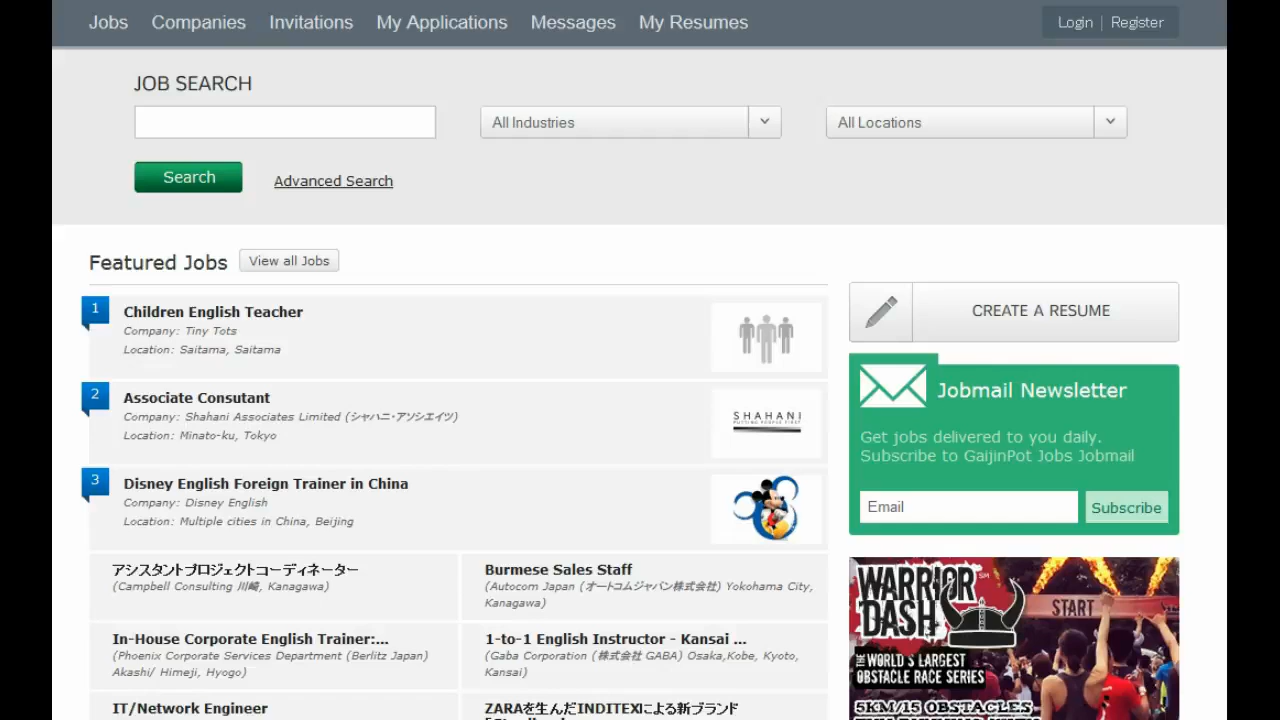 Jobs Companies Invitations My Applications Messages My Resumes Login | Register
JOB SEARCH
All Industries
All Locations
Search
Advanced Search
Featured Jobs
View all Jobs
1
Children English Teacher
Company: Tiny Tots
Location: Saitama, Saitama
2
Associate Consutant
Company: Shahani Associates Limited (シャハニ・アソシエイツ)
Location: Minato-ku, Tokyo
SHAHANI
PUTTING PEOPLE FIRST
3
Disney English Foreign Trainer in China
Company: Disney English
Location: Multiple cities in China, Beijing
アシスタントプロジェクトコーディネーター
(Campbell Consulting 川崎, Kanagawa)
Burmese Sales Staff
(Autocom Japan (オートコムジャパン株式会社) Yokohama City,
Kanagawa)
In-House Corporate English Trainer:...
(Phoenix Corporate Services Department (Berlitz Japan)
Akashi/ Himeji, Hyogo)
1-to-1 English Instructor - Kansai ...
(Gaba Corporation (株式会社 GABA) Osaka,Kobe, Kyoto,
Kansai)
IT/Network Engineer
ZARAを生んだINDITEXによる新ブランド
CREATE A RESUME
Jobmail Newsletter
Get jobs delivered to you daily.
Subscribe to GaijinPot Jobs Jobmail
Email
Subscribe
WARRIOR
DASH
START
THE WORLD'S LARGEST
OBSTACLE RACE SERIES
5KM/15 OBSTACLES